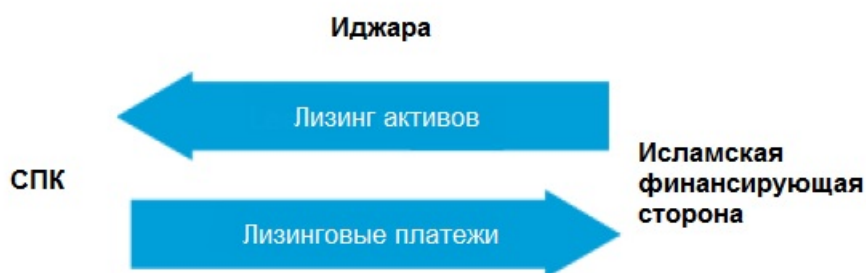 Иджара
Лизинг активов
СПК
Исламская
финансирующая
сторона
Лизинговые платежи